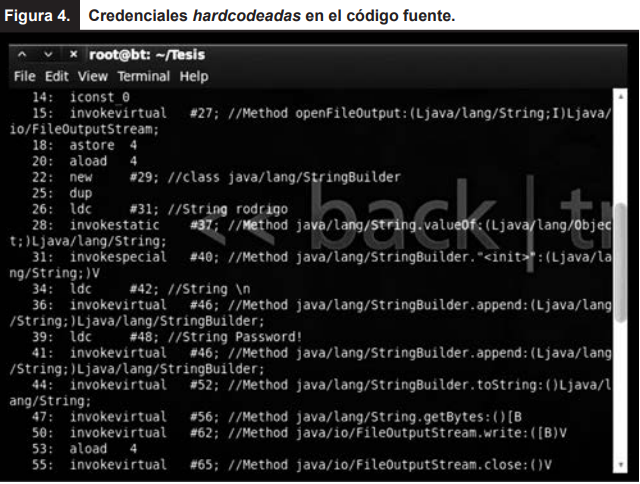 Figura 4. Credenciales hardcodeadas en el código fuente.
root@bt: ~/Tesis
File Edit View Terminal Help
14: iconst_0
15: invokevirtual #27; //Method openFileOutput:(Ljava/lang/String;I)Ljava/
io/FileOutputStream;
18: astore 4
20: aload 4
22: new #29; //class java/lang/StringBuilder
25: dup
26: ldc #31; //String rodrigo
28: invokestatic #37; //Method java/lang/String.valueOf:(Ljava/lang/Objec
t;)Ljava/lang/String;
31: invokespecial #40; //Method java/lang/StringBuilder."<init>":(Ljava/la
ng/String;)V
34: ldc #42; //String \n
36: invokevirtual #46; //Method java/lang/StringBuilder.append:(Ljava/lang
/String;)Ljava/lang/StringBuilder;
39: ldc #48; //String Password!
41: invokevirtual #46; //Method java/lang/StringBuilder.append:(Ljava/lang
/String;)Ljava/lang/StringBuilder;
44: invokevirtual #52; //Method java/lang/StringBuilder.toString:()Ljava/l
ang/String;
47: invokevirtual #56; //Method java/lang/String.getBytes:()[B
50: invokevirtual #62; //Method java/io/FileOutputStream.write:([B)V
53: aload 4
55: invokevirtual #65; //Method java/io/FileOutputStream.close:()V
<< back | tr